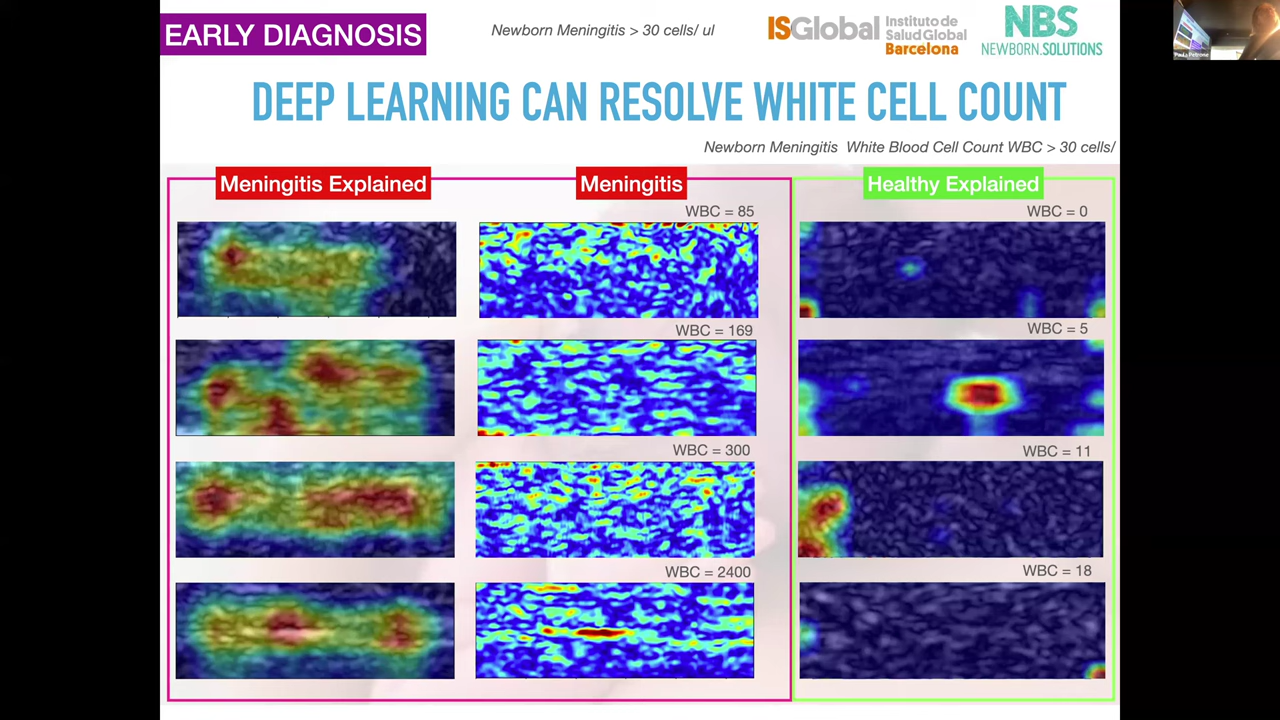 EARLY DIAGNOSIS
Newborn Meningitis > 30 cells/ ul
ISGlobal Instituto de
Salud Global
Barcelona
NBS
NEWBORN.SOLUTIONS
DEEP LEARNING CAN RESOLVE WHITE CELL COUNT
Newborn Meningitis White Blood Cell Count WBC > 30 cells/
Meningitis Explained
Meningitis
Healthy Explained
WBC = 85
WBC = 0
WBC = 169
WBC = 5
WBC = 300
WBC = 11
WBC = 2400
WBC = 18